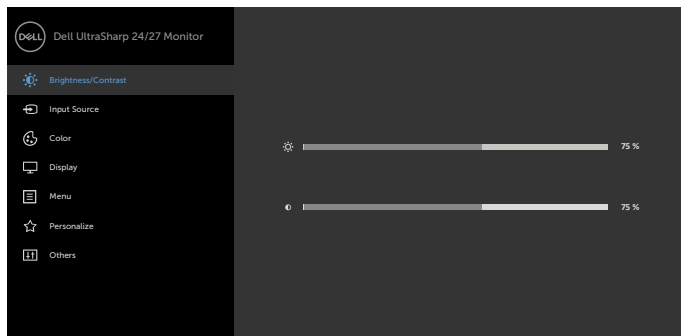 DELL Dell UltraSharp 24/27 Monitor
Brightness/Contrast
Input Source
Color
Display
Menu
Personalize
Others
75 %
75 %